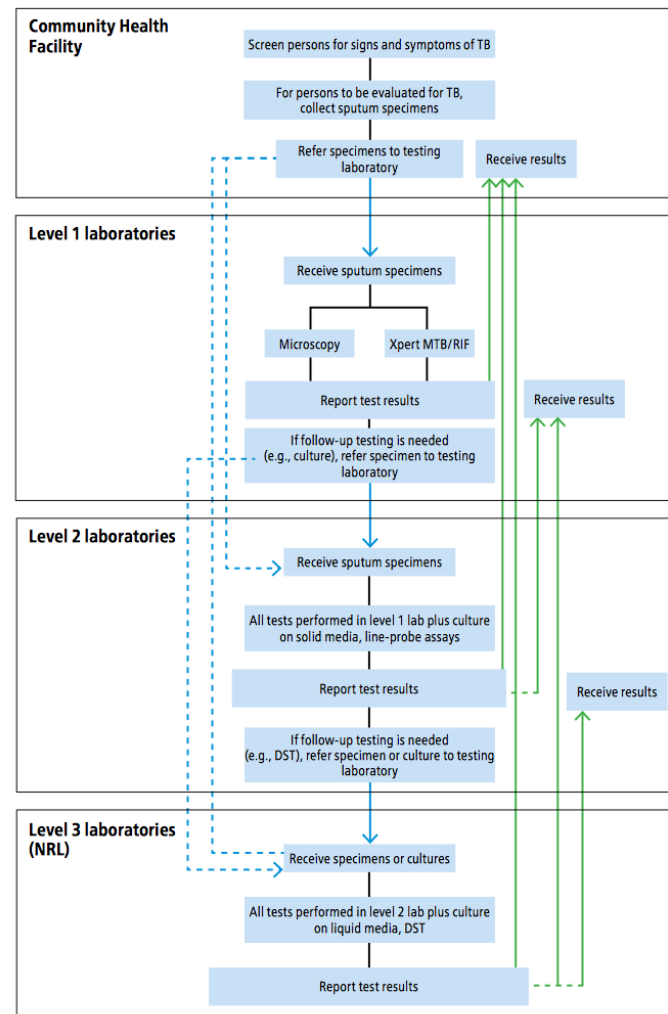 Community Health
Facility
Screen persons for signs and symptoms of TB
For persons to be evaluated for TB,
collect sputum specimens
Refer specimens to testing
laboratory
Receive results
Level 1 laboratories
Receive sputum specimens
Microscopy
Xpert MTB/RIF
Report test results
Receive results
If follow-up testing is needed
(e.g., culture), refer specimen to testing
laboratory
Level 2 laboratories
Receive sputum specimens
All tests performed in level 1 lab plus culture
on solid media, line-probe assays
Report test results
Receive results
If follow-up testing is needed
(e.g., DST), refer specimen or culture to testing
laboratory
Level 3 laboratories
(NRL)
Receive specimens or cultures
All tests performed in level 2 lab plus culture
on liquid media, DST
Report test results